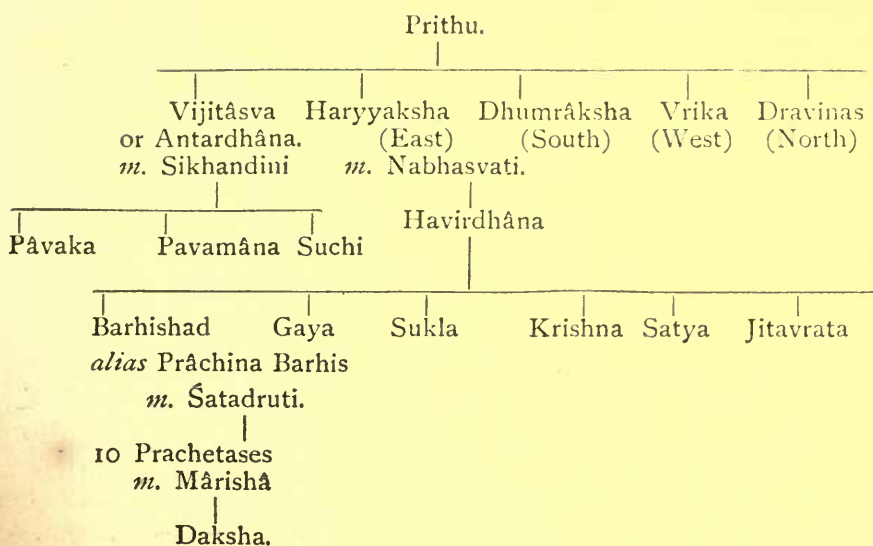 Prithu.
Vijitâsva Haryyaksha Dhumrâksha Vrika Dravinas
or Antardhâna. (East) (South) (West) (North)
m. Sikhandini m. Nabhasvati.
Havirdhâna
Pâvaka Pavamâna Suchi
Barhishad Gaya Sukla Krishna Satya Jitavrata
alias Prâchina Barhis
m. Śatadruti.
10 Prachetases
m. Mârishâ
Daksha.